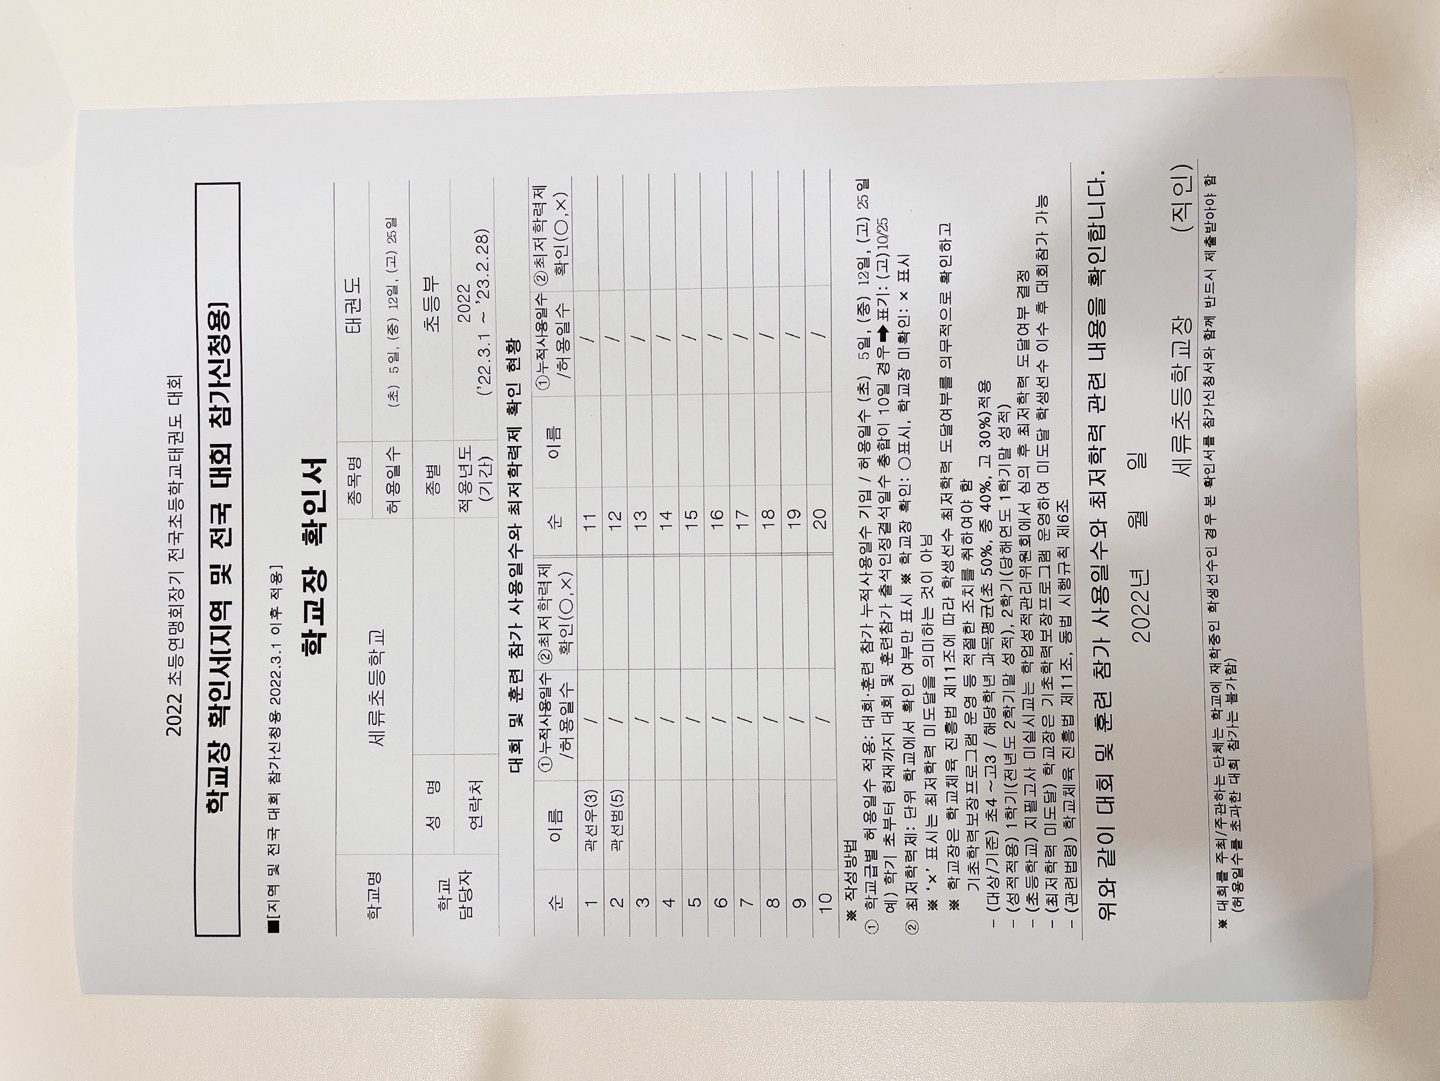 2022 초등연맹회장기 전국초등학교태권도 대회
학교장 확인서(지역 및 전국 대회 참가신청용)
■[지역 및 전국 대회 참가신청용 2022.3.1 이후 적용]
학교장 확인서
학교명 세류초등학교 종목명 태권도
허용일수 (초) 5일, (중) 12일, (고) 25일
학교 담당자 성 명 종별 초등부
연락처 적용년도 (기간) 2022 ('22.3.1 ~ '23.2.28)
대회 및 훈련 참가 사용일수와 최저학력제 확인 현황
순 이름 ①누적사용일수 /허용일수 ②최저학력제 확인(○,×) 순 이름 ①누적사용일수 /허용일수 ②최저학력제 확인(○,×)
1 곽선우(3) / 11 /
2 곽선범(5) / 12 /
3 / 13 /
4 / 14 /
5 / 15 /
6 / 16 /
7 / 17 /
8 / 18 /
9 / 19 /
10 / 20 /
※ 작성방법
① 학교급별 허용일수 적용: 대회·훈련 참가 누적사용일수 기입 / 허용일수 (초) 5일, (중) 12일, (고) 25일
예) 학기 초부터 현재까지 대회 및 훈련참가 출석인정결석일수 총합이 10일 경우➡표기: (고)10/25
② 최저학력제: 단위 학교에서 확인 여부만 표시 ※ 학교장 확인: ○표시, 학교장 미확인: × 표시
※ '×' 표시는 최저학력 미도달을 의미하는 것이 아님
※ 학교장은 학교체육 진흥법 제11조에 따라 학생선수 최저학력 도달여부를 의무적으로 확인하고
기초학력보장프로그램 운영 등 적절한 조치를 취하여야 함
- (대상/기준) 초4 ~고3 / 해당학년 과목평균(초 50%, 중 40%, 고 30%)적용
- (성적적용) 1학기(전년도 2학기말 성적), 2학기(당해연도 1학기말 성적)
- (초등학교) 지필고사 미실시교는 학업성적관리위원회에서 심의 후 최저학력 도달여부 결정
- (최저학력 미도달) 학교장은 기초학력보장프로그램 운영하여 미도달 학생선수 이수 후 대회참가 가능
- (관련법령) 학교체육 진흥법 제11조, 동법 시행규칙 제6조
위와 같이 대회 및 훈련 참가 사용일수와 최저학력 관련 내용을 확인합니다.
2022년 월 일
세류초등학교장 (직인)
※ 대회를 주최/주관하는 단체는 학교에 재학중인 학생선수인 경우 본 확인서를 참가신청서와 함께 반드시 제출받아야 함
(허용일수를 초과한 대회 참가는 불가함)